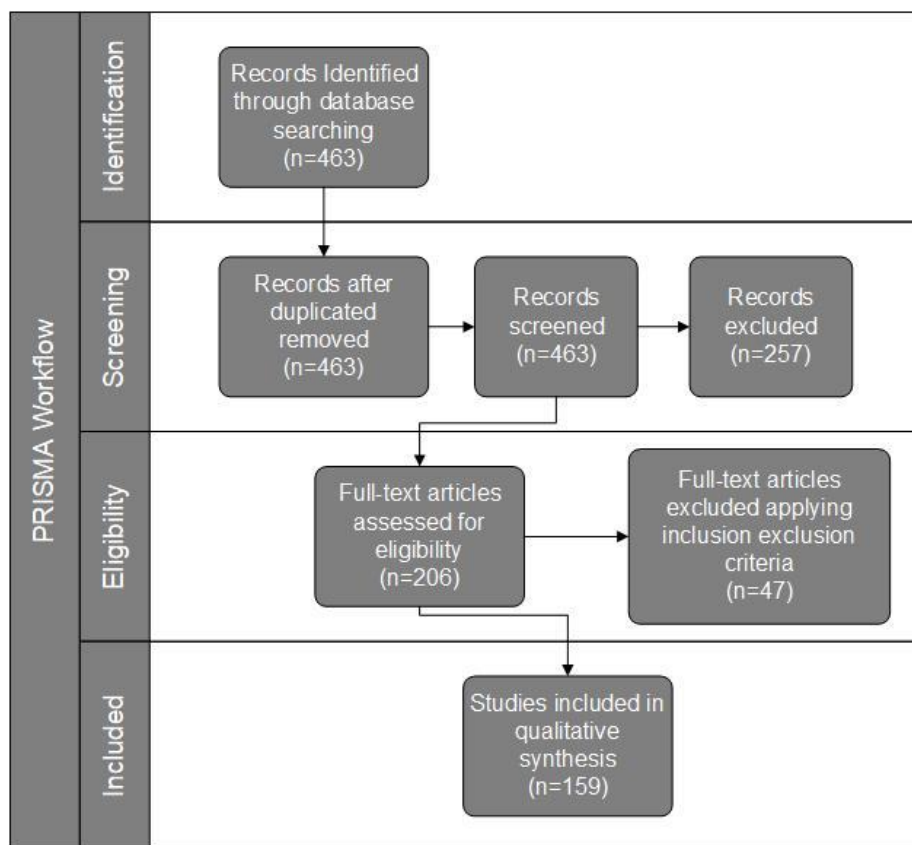 PRISMA Workflow
Identification
Records Identified
through database
searching
(n=463)
Screening
Records after
duplicated
removed
(n=463)
Records
screened
(n=463)
Records
excluded
(n=257)
Eligibility
Full-text articles
assessed for
eligibility
(n=206)
Full-text articles
excluded applying
inclusion exclusion
criteria
(n=47)
Included
Studies included in
qualitative
synthesis
(n=159)